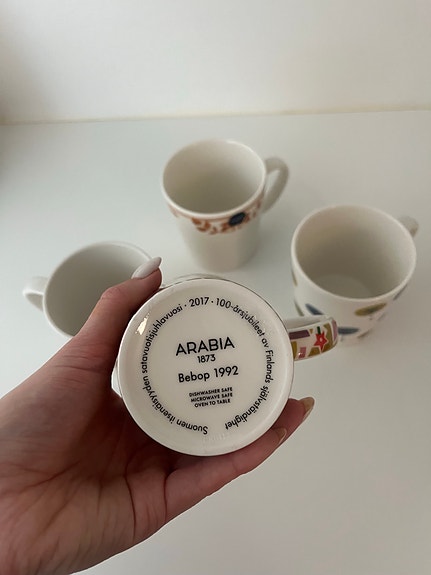 Suomen itsenäisyyden satavuotisjuhlavuosi · 2017 · 100-årsjubileet av Finlands självständighet
ARABIA
1873
Bebop 1992
DISHWASHER SAFE
MICROWAVE SAFE
OVEN TO TABLE